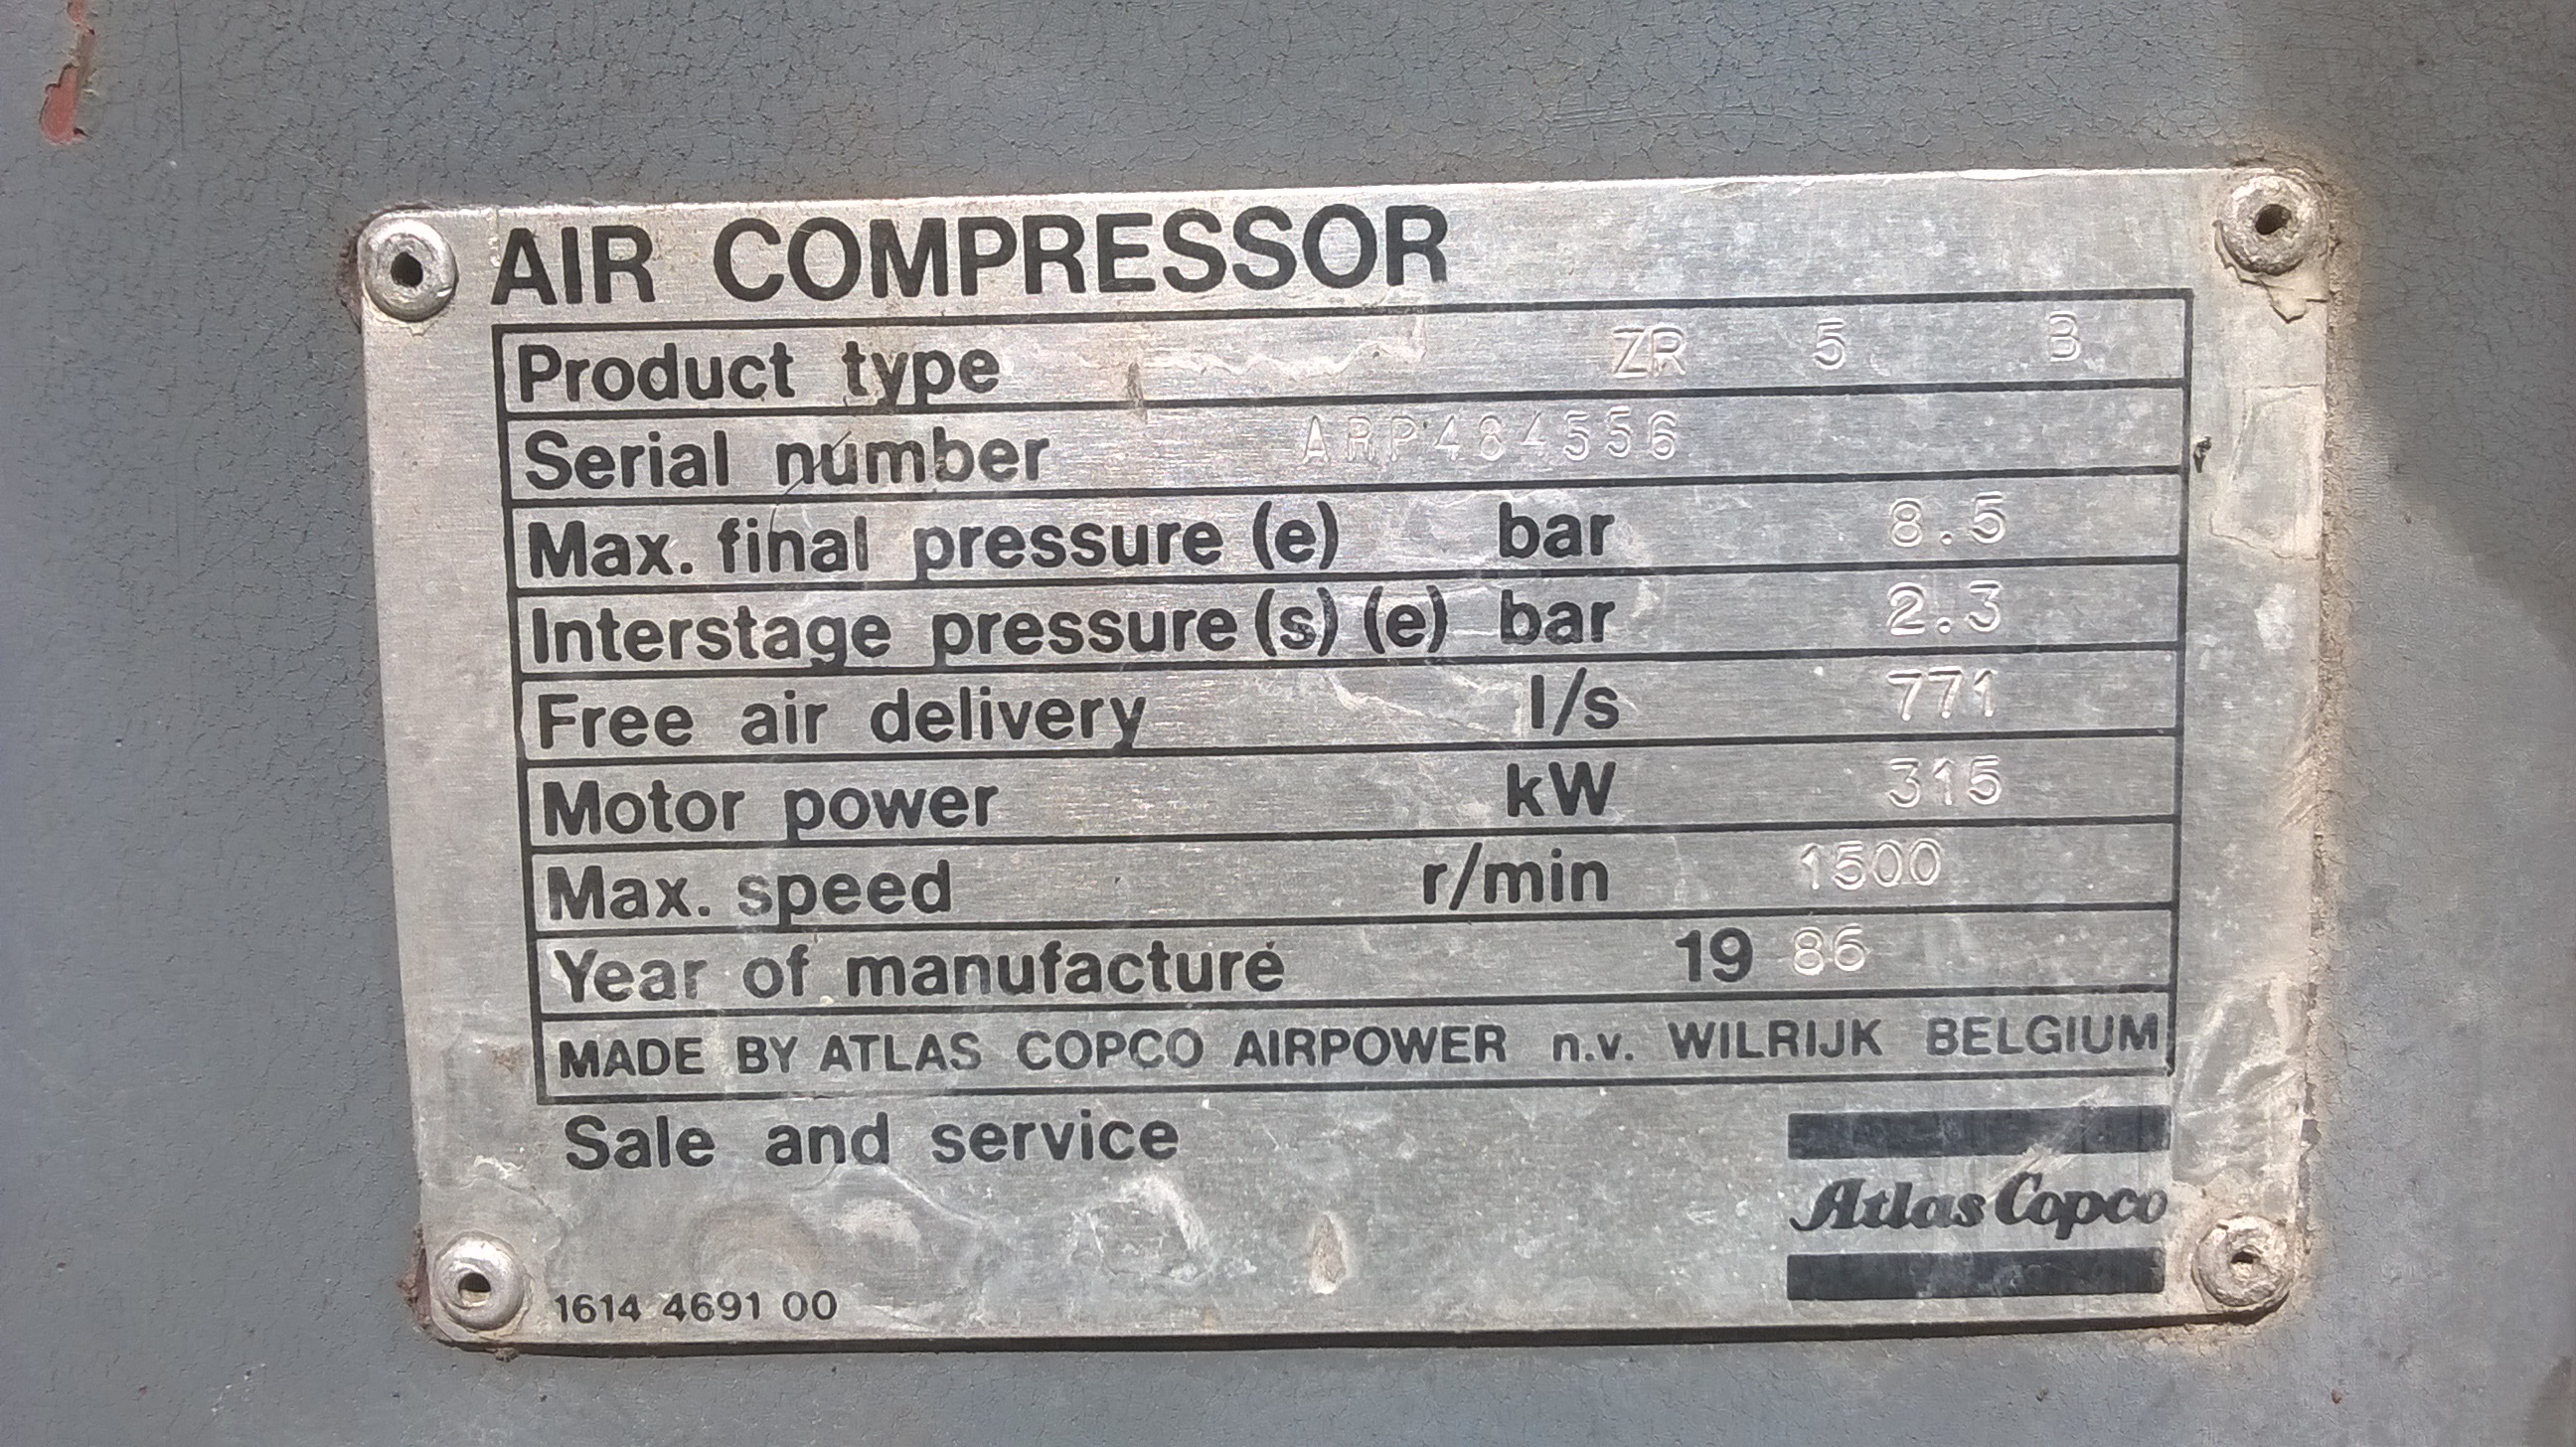 AIR COMPRESSOR
Product type ZR 5 B
Serial number ARP484556
Max. final pressure (e) bar 8.5
Interstage pressure (s) (e) bar 2.3
Free air delivery l/s 771
Motor power kW 315
Max. speed r/min 1500
Year of manufacture 19 86
MADE BY ATLAS COPCO AIRPOWER n.v. WILRIJK BELGIUM
Sale and service
Atlas Copco
1614 4691 00